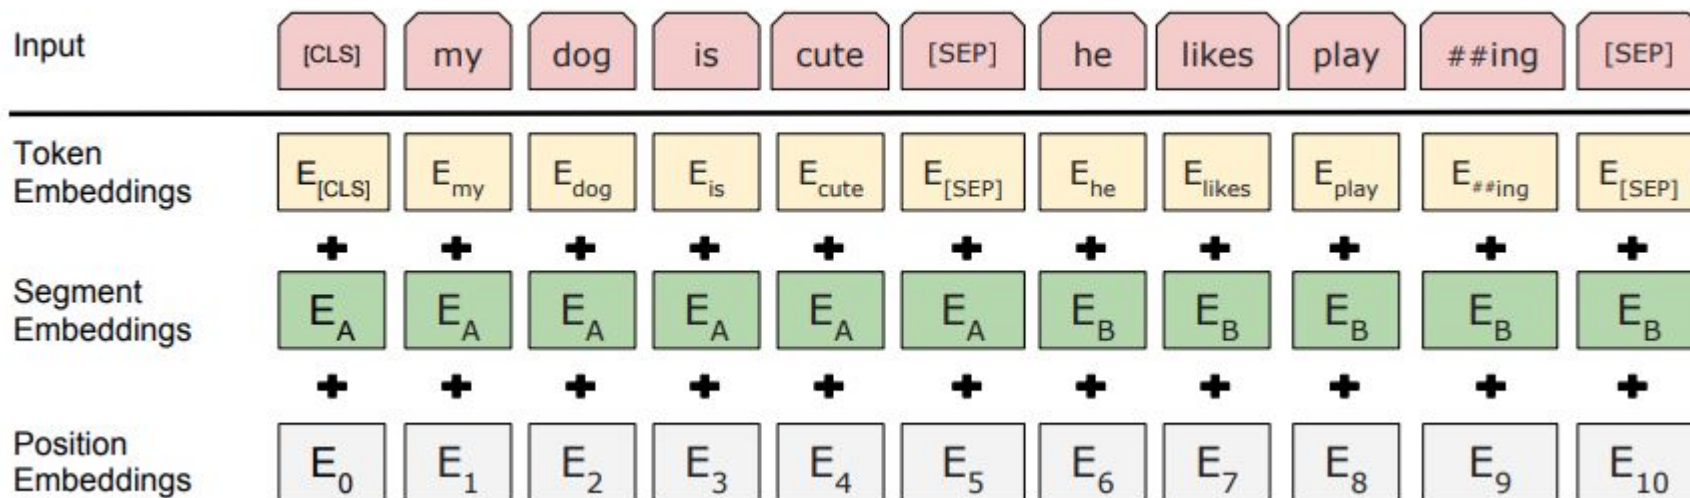 Input [CLS] my dog is cute [SEP] he likes play ##ing [SEP]
Token
Embeddings
E[CLS] Emy Edog Eis Ecute E[SEP] Ehe Elikes Eplay E##ing E[SEP]
+ + + + + + + + + + +
Segment
Embeddings
EA EA EA EA EA EA EB EB EB EB EB
+ + + + + + + + + + +
Position
Embeddings
E0 E1 E2 E3 E4 E5 E6 E7 E8 E9 E10